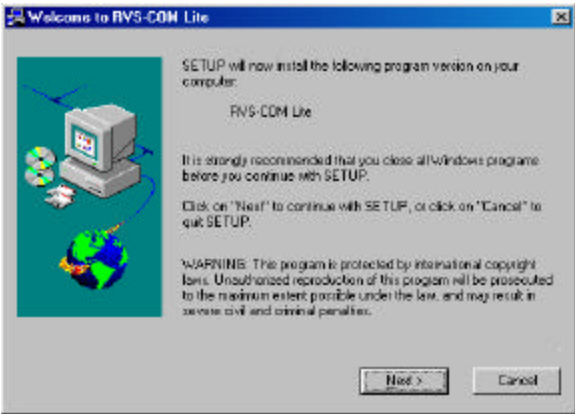 Welcome to RVS-COM Lite
SETUP will now install the following program version on your
computer:
RVS-COM Lite
It is strongly recommended that you close all Windows programs
before you continue with SETUP.
Click on "Next" to continue with SETUP, or click on "Cancel" to
quit SETUP.
WARNING: This program is protected by international copyright
laws. Unauthorized reproduction of this program will be prosecuted
to the maximum extent possible under the law, and may result in
severe civil and criminal penalties.
Next >
Cancel